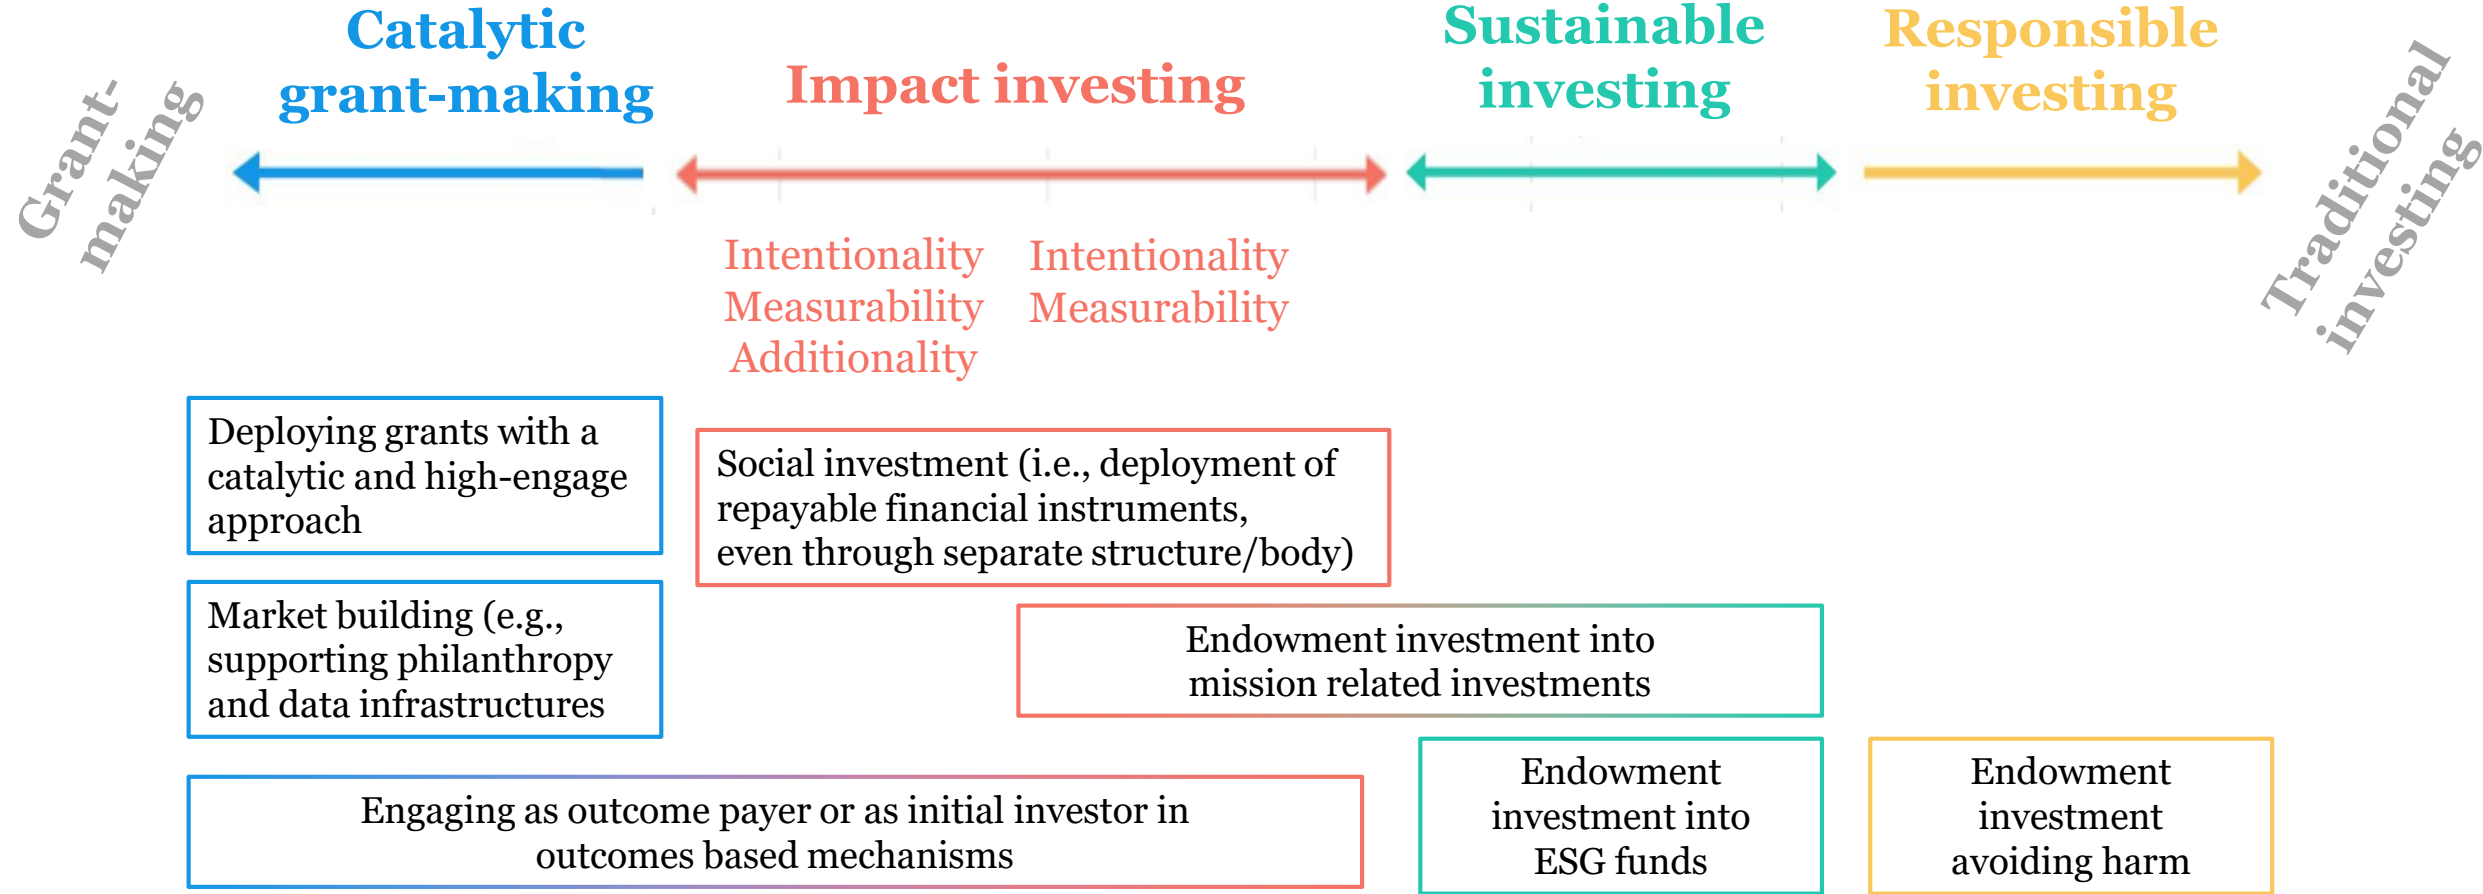 Grant-
making
Catalytic
grant-making
Impact investing
Sustainable
investing
Responsible
investing
Traditional
investing
Intentionality
Measurability
Additionality
Intentionality
Measurability
Deploying grants with a
catalytic and high-engage
approach
Social investment (i.e., deployment of
repayable financial instruments,
even through separate structure/body)
Market building (e.g.,
supporting philanthropy
and data infrastructures
Endowment investment into
mission related investments
Engaging as outcome payer or as initial investor in
outcomes based mechanisms
Endowment
investment into
ESG funds
Endowment
investment
avoiding harm